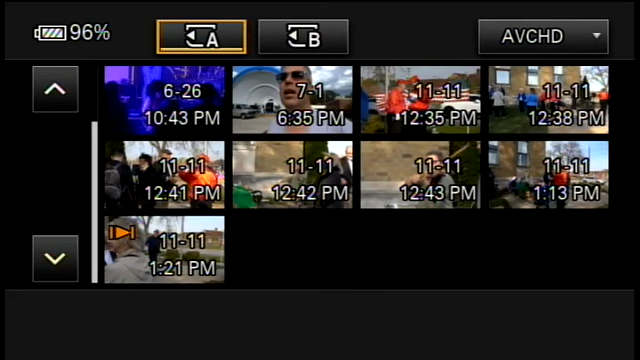 96%
A
B
AVCHD
6-26
10:43 PM
7-1
6:35 PM
11-11
12:35 PM
11-11
12:38 PM
11-11
12:41 PM
11-11
12:42 PM
11-11
12:43 PM
11-11
1:13 PM
11-11
1:21 PM